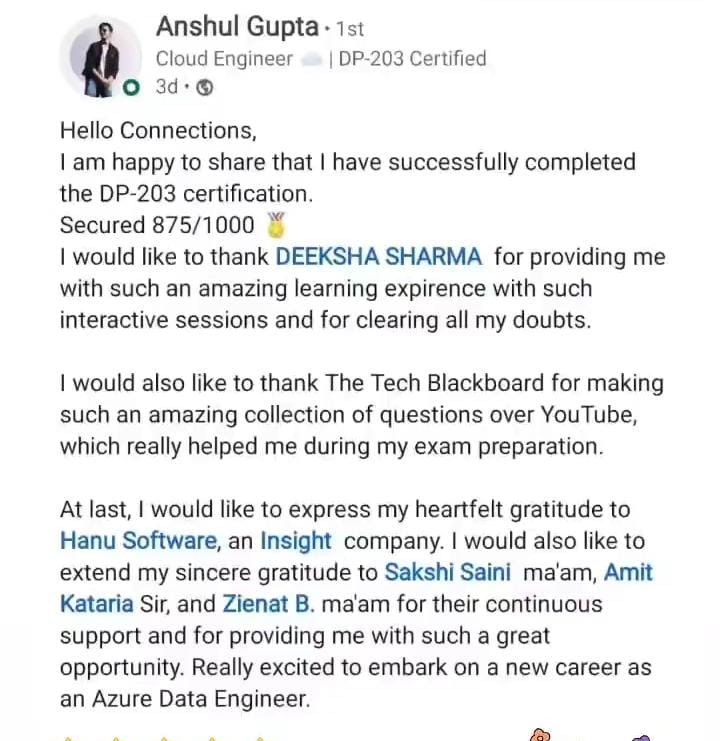 Anshul Gupta · 1st
Cloud Engineer ☁️ | DP-203 Certified
3d ·
Hello Connections,
I am happy to share that I have successfully completed
the DP-203 certification.
Secured 875/1000 🏅
I would like to thank DEEKSHA SHARMA for providing me
with such an amazing learning expirence with such
interactive sessions and for clearing all my doubts.
I would also like to thank The Tech Blackboard for making
such an amazing collection of questions over YouTube,
which really helped me during my exam preparation.
At last, I would like to express my heartfelt gratitude to
Hanu Software, an Insight company. I would also like to
extend my sincere gratitude to Sakshi Saini ma'am, Amit
Kataria Sir, and Zienat B. ma'am for their continuous
support and for providing me with such a great
opportunity. Really excited to embark on a new career as
an Azure Data Engineer.